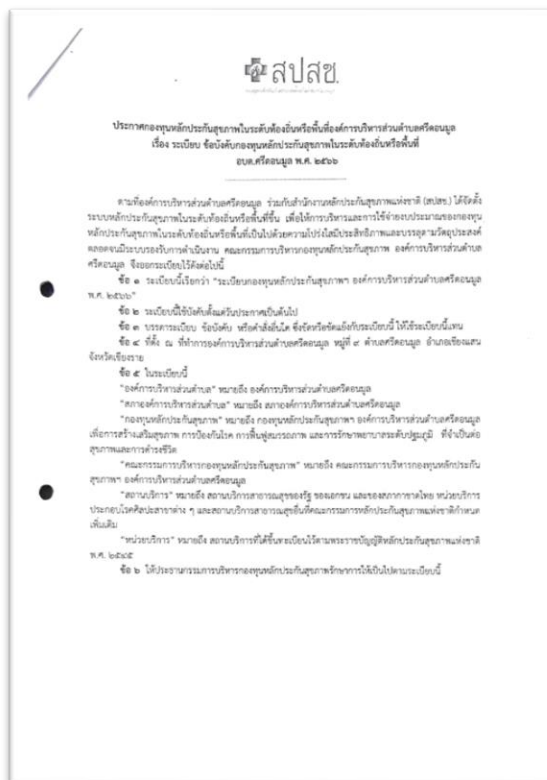 สปสช.
ประกาศกองทุนหลักประกันสุขภาพในระดับท้องถิ่นหรือพื้นที่องค์การบริหารส่วนตำบลศรีดอนมูล
เรื่อง ระเบียบ ข้อบังคับกองทุนหลักประกันสุขภาพในระดับท้องถิ่นหรือพื้นที่
อบต.ศรีดอนมูล พ.ศ. ๒๕๖๖
ตามที่องค์การบริหารส่วนตำบลศรีดอนมูล ร่วมกับสำนักงานหลักประกันสุขภาพแห่งชาติ (สปสช.) ได้จัดตั้ง
ระบบหลักประกันสุขภาพในระดับท้องถิ่นหรือพื้นที่ขึ้น เพื่อให้การบริหารและการใช้จ่ายงบประมาณของกองทุน
หลักประกันสุขภาพในระดับท้องถิ่นหรือพื้นที่เป็นไปด้วยความโปร่งใสมีประสิทธิภาพและบรรลุตามวัตถุประสงค์
ตลอดจนมีระบบรองรับการดำเนินงาน คณะกรรมการบริหารกองทุนหลักประกันสุขภาพ องค์การบริหารส่วนตำบล
ศรีดอนมูล จึงออกระเบียบไว้ดังต่อไปนี้
ข้อ ๑ ระเบียบนี้เรียกว่า "ระเบียบกองทุนหลักประกันสุขภาพฯ องค์การบริหารส่วนตำบลศรีดอนมูล
พ.ศ. ๒๕๖๖"
ข้อ ๒ ระเบียบนี้ใช้บังคับตั้งแต่วันประกาศเป็นต้นไป
ข้อ ๓ บรรดาระเบียบ ข้อบังคับ หรือคำสั่งอื่นใด ซึ่งขัดหรือขัดแย้งกับระเบียบนี้ ให้ใช้ระเบียบนี้แทน
ข้อ ๔ ที่ตั้ง ณ ที่ทำการองค์การบริหารส่วนตำบลศรีดอนมูล หมู่ที่ ๙ ตำบลศรีดอนมูล อำเภอเชียงแสน
จังหวัดเชียงราย
ข้อ ๕ ในระเบียบนี้
"องค์การบริหารส่วนตำบล" หมายถึง องค์การบริหารส่วนตำบลศรีดอนมูล
"สภาองค์การบริหารส่วนตำบล" หมายถึง สภาองค์การบริหารส่วนตำบลศรีดอนมูล
"กองทุนหลักประกันสุขภาพ" หมายถึง กองทุนหลักประกันสุขภาพฯ องค์การบริหารส่วนตำบลศรีดอนมูล
เพื่อการสร้างเสริมสุขภาพ การป้องกันโรค การฟื้นฟูสมรรถภาพ และการรักษาพยาบาลระดับปฐมภูมิ ที่จำเป็นต่อ
สุขภาพและการดำรงชีวิต
"คณะกรรมการบริหารกองทุนหลักประกันสุขภาพ" หมายถึง คณะกรรมการบริหารกองทุนหลักประกัน
สุขภาพฯ องค์การบริหารส่วนตำบลศรีดอนมูล
"สถานบริการ" หมายถึง สถานบริการสาธารณสุขของรัฐ ของเอกชน และของสภากาชาดไทย หน่วยบริการ
ประกอบโรคศิลปะสาขาต่าง ๆ และสถานบริการสาธารณสุขอื่นที่คณะกรรมการหลักประกันสุขภาพแห่งชาติกำหนด
เพิ่มเติม
"หน่วยบริการ" หมายถึง สถานบริการที่ได้ขึ้นทะเบียนไว้ตามพระราชบัญญัติหลักประกันสุขภาพแห่งชาติ
พ.ศ. ๒๕๔๕
ข้อ ๖ ให้ประธานกรรมการบริหารกองทุนหลักประกันสุขภาพรักษาการให้เป็นไปตามระเบียบนี้